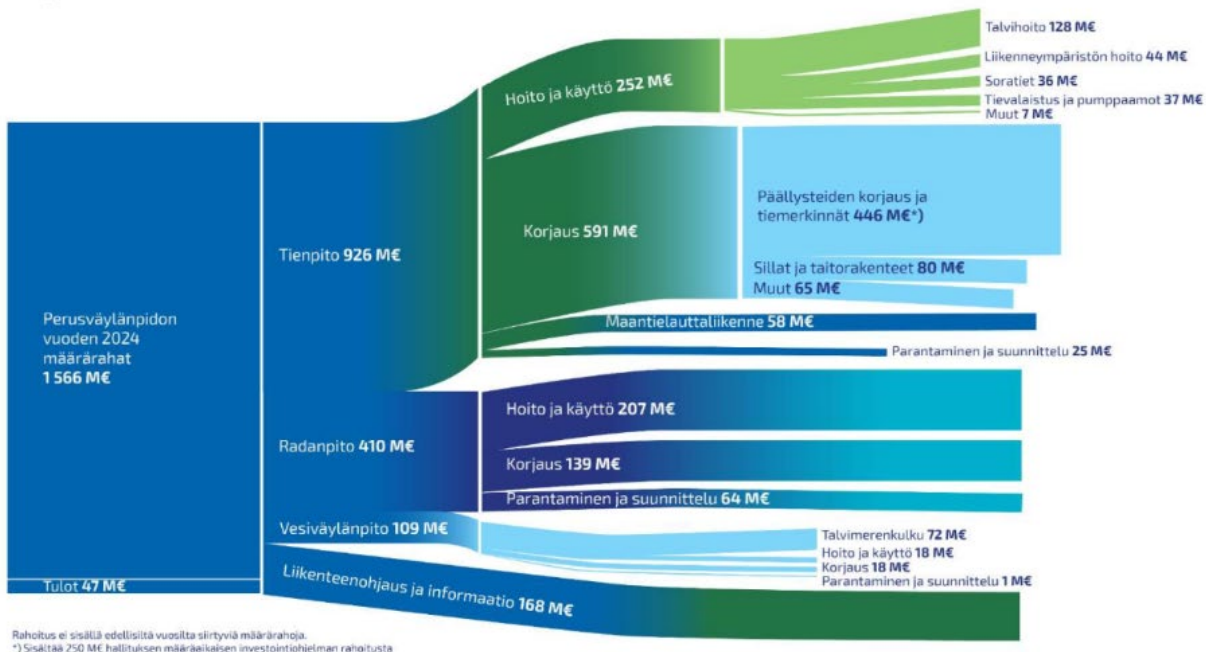 Talvihoito 128 M€
Liikenneympäristön hoito 44 M€
Soratiet 36 M€
Tievalaistus ja pumppaamot 37 M€
Muut 7 M€
Hoito ja käyttö 252 M€
Päällysteiden korjaus ja
tiemerkinnät 446 M€*)
Korjaus 591 M€
Tienpito 926 M€
Sillat ja taitorakenteet 80 M€
Muut 65 M€
Maantielauttaliikenne 58 M€
Parantaminen ja suunnittelu 25 M€
Perusväylänpidon
vuoden 2024
määrärahat
1 566 M€
Hoito ja käyttö 207 M€
Radanpito 410 M€
Korjaus 139 M€
Parantaminen ja suunnittelu 64 M€
Vesiväylänpito 109 M€
Talvimerenkulku 72 M€
Hoito ja käyttö 18 M€
Korjaus 18 M€
Parantaminen ja suunnittelu 1 M€
Tulot 47 M€
Liikenteenohjaus ja informaatio 168 M€
Rahoitus ei sisällä edellisiltä vuosilta siirtyviä määrärahoja.
*) Sisältää 250 M€ hallituksen määräaikaisen investointiohjelman rahoitusta